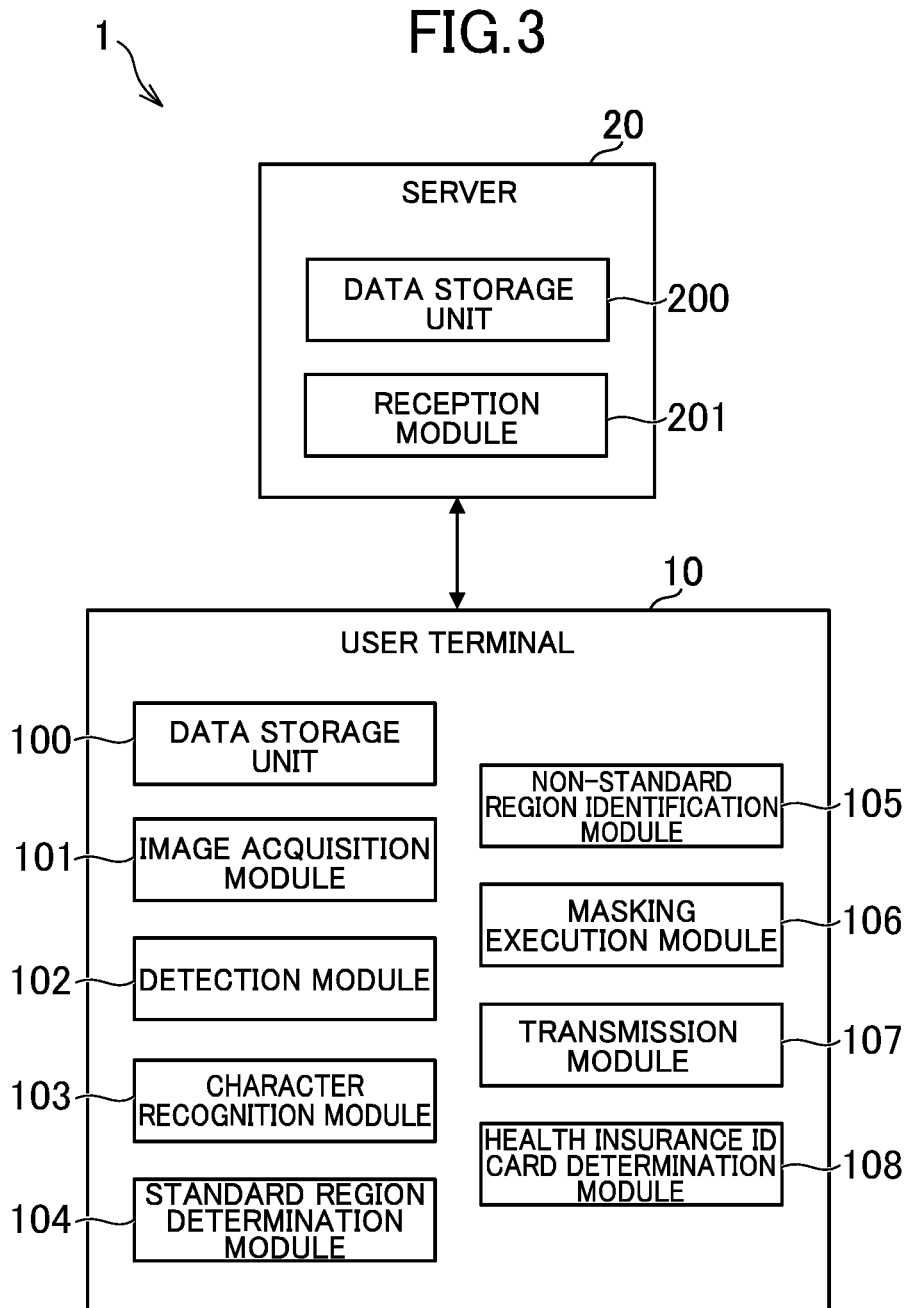 FIG.3
1
20
SERVER
DATA STORAGE
UNIT
200
RECEPTION
MODULE
201
10
USER TERMINAL
100
DATA STORAGE
UNIT
101
IMAGE ACQUISITION
MODULE
102
DETECTION MODULE
103
CHARACTER
RECOGNITION MODULE
104
STANDARD REGION
DETERMINATION
MODULE
NON-STANDARD
REGION IDENTIFICATION
MODULE
105
MASKING
EXECUTION MODULE
106
TRANSMISSION
MODULE
107
HEALTH INSURANCE ID
CARD DETERMINATION
MODULE
108